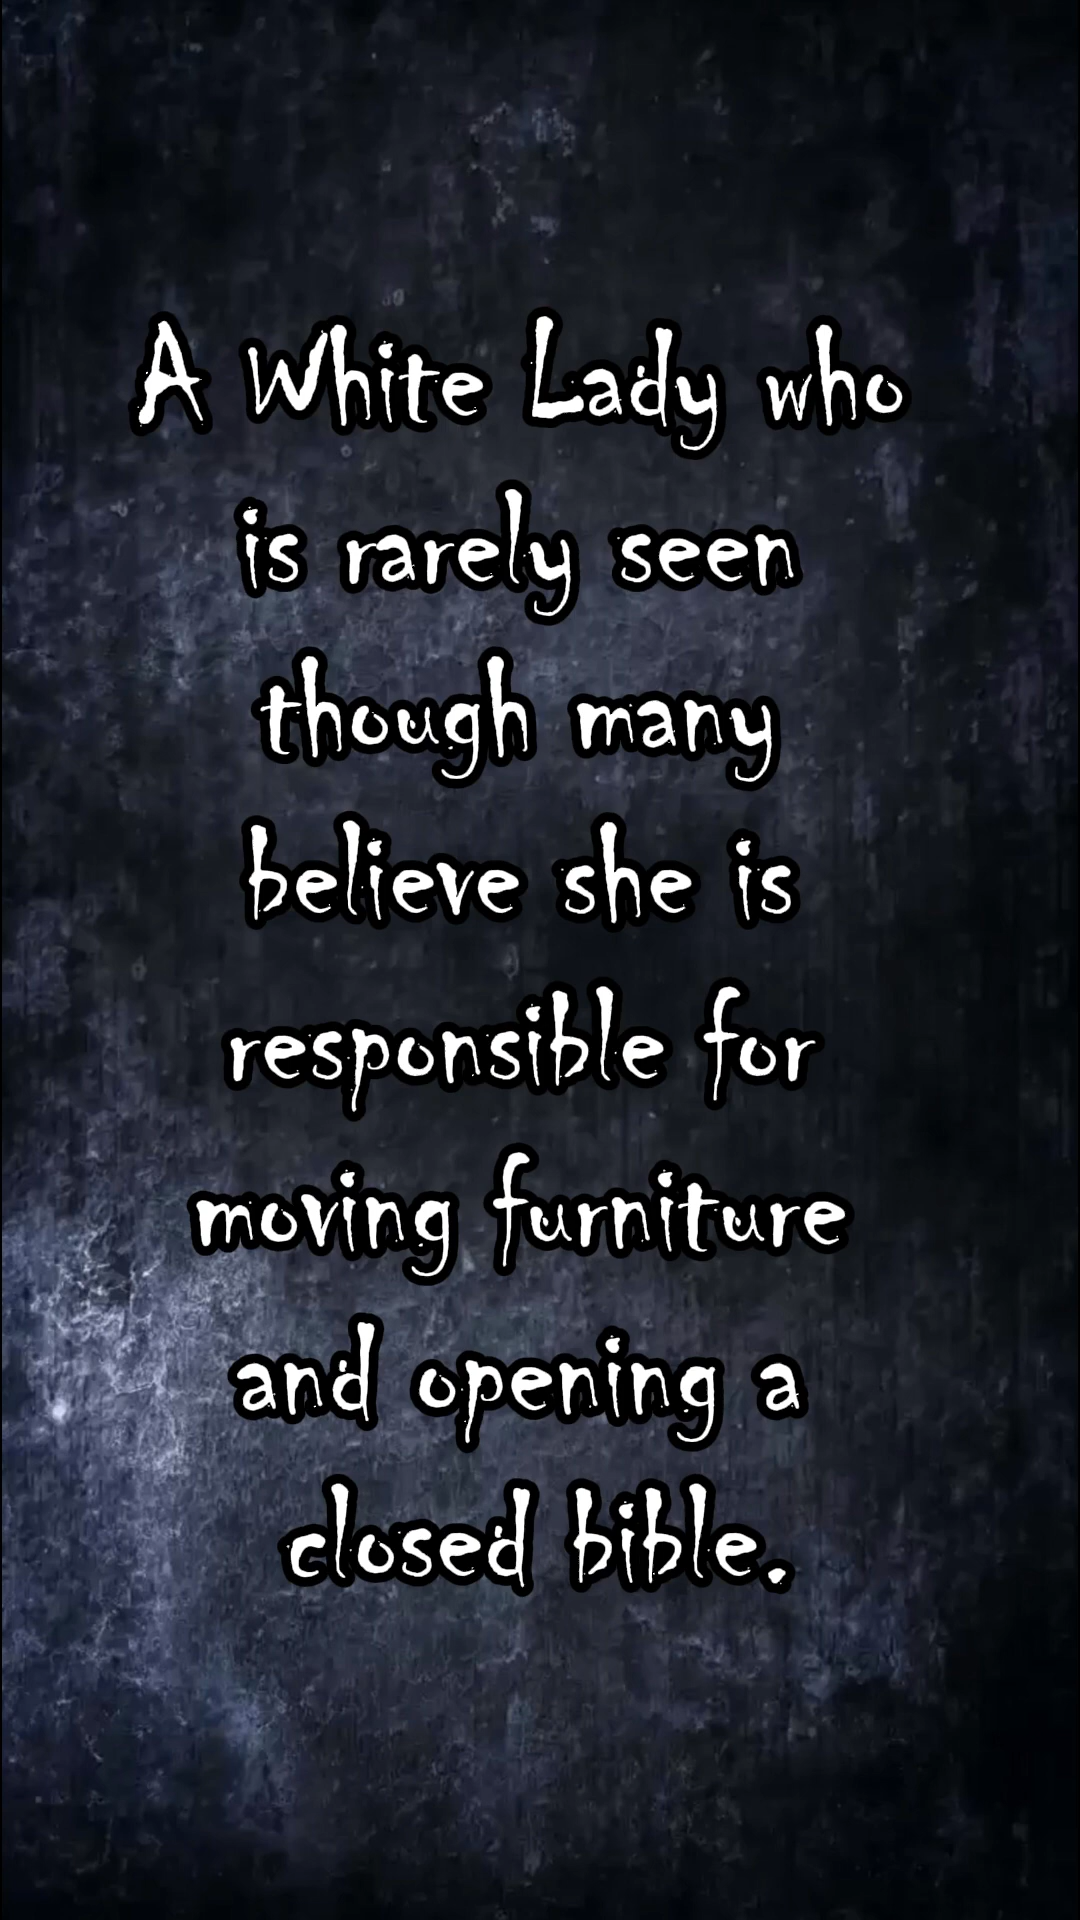 A White Lady who
is rarely seen
though many
believe she is
responsible for
moving furniture
and opening a
closed bible.